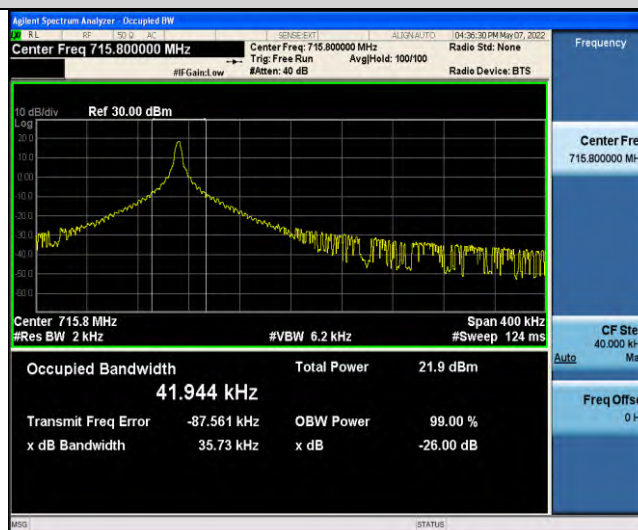 Agilent Spectrum Analyzer - Occupied BW
RL RF 50 Ω AC SENSE:EXT ALIGN AUTO 04:36:30 PM May 07, 2022
Center Freq 715.800000 MHz
Center Freq: 715.800000 MHz Radio Std: None
Trig: Free Run Avg|Hold: 100/100
#IFGain:Low #Atten: 40 dB Radio Device: BTS
10 dB/div Ref 30.00 dBm
Log
20.0
10.0
0.00
-10.0
-20.0
-30.0
-40.0
-50.0
-60.0
Center 715.8 MHz Span 400 kHz
#Res BW 2 kHz #VBW 6.2 kHz #Sweep 124 ms
Occupied Bandwidth Total Power 21.9 dBm
41.944 kHz
Transmit Freq Error -87.561 kHz OBW Power 99.00 %
x dB Bandwidth 35.73 kHz x dB -26.00 dB
MSG STATUS
Frequency
Center Fre
715.800000 MH
CF Ste
40.000 kH
Auto Ma
Freq Offse
0 H